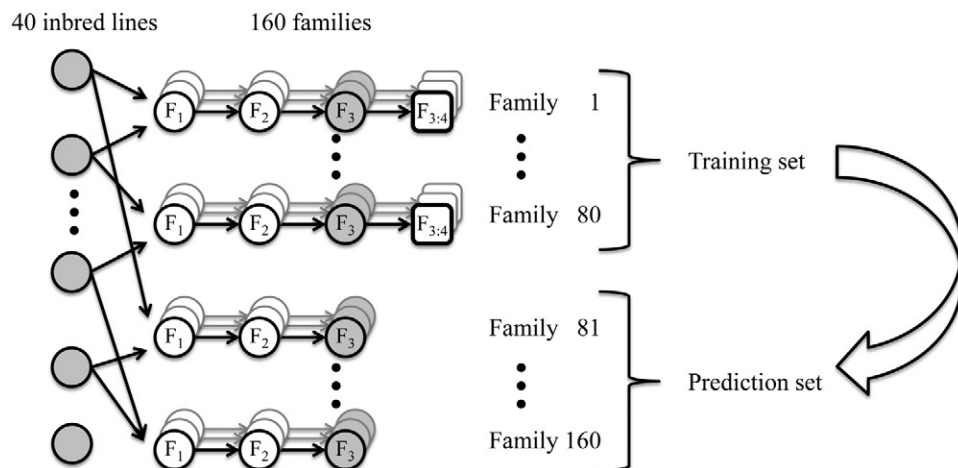 40 inbred lines 160 families
F1 F2 F3 F3:4 Family 1
Training set
F1 F2 F3 F3:4 Family 80
F1 F2 F3 Family 81
Prediction set
F1 F2 F3 Family 160